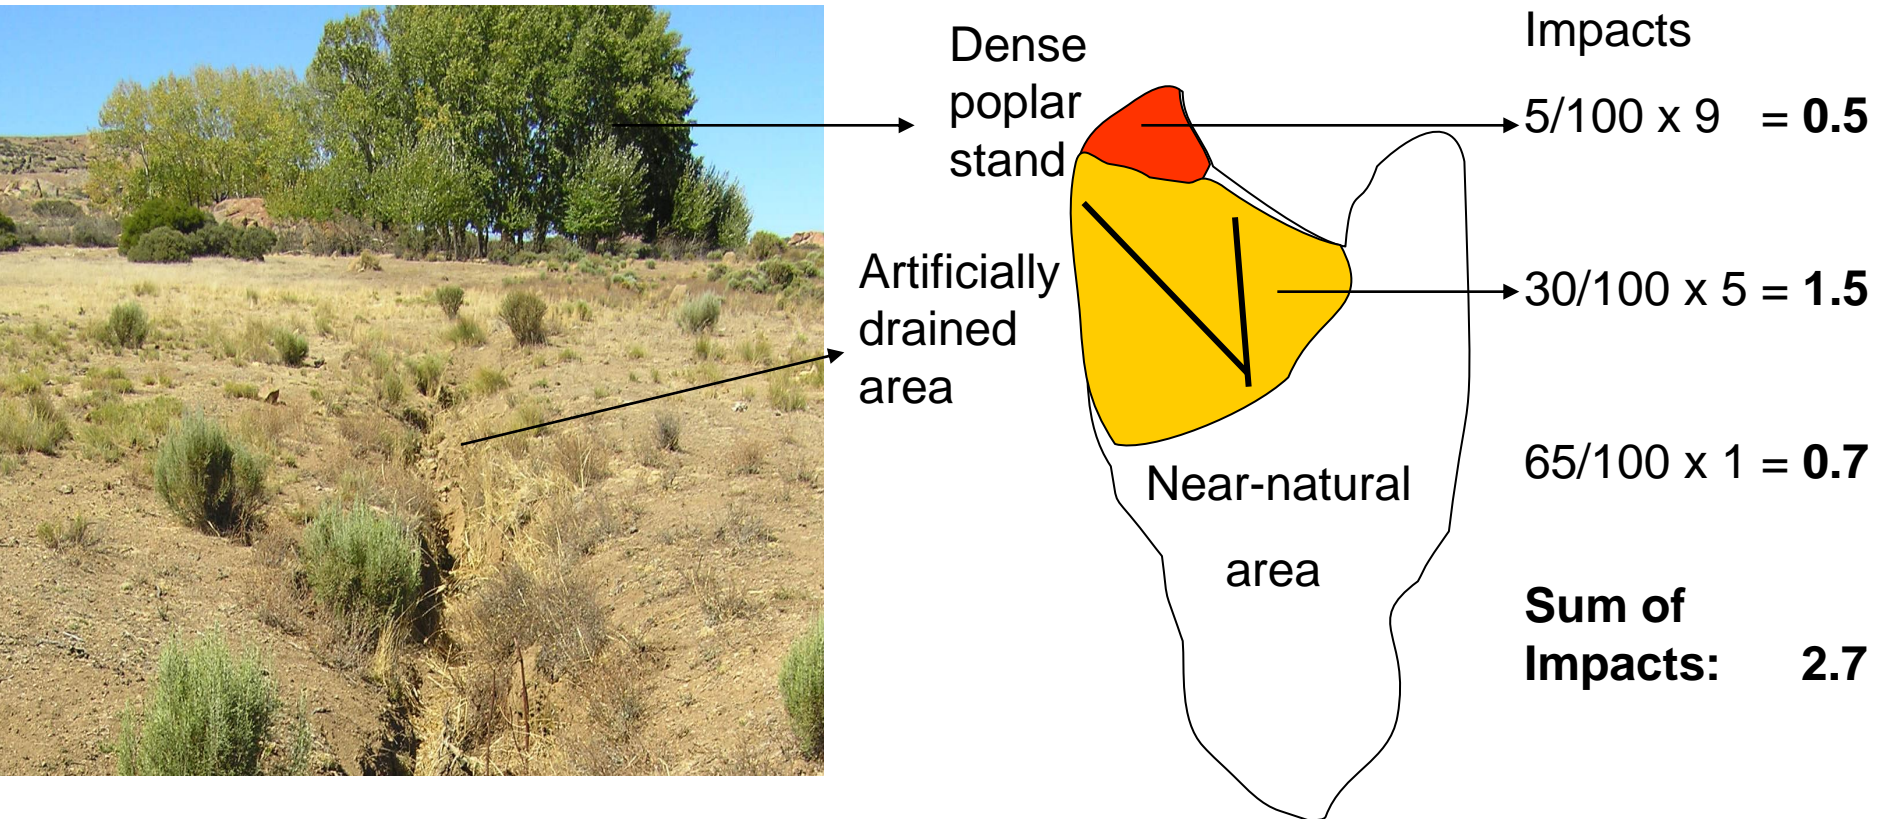 Dense
poplar
stand
Artificially
drained
area
Near-natural
area
Impacts
5/100 x 9 = 0.5
30/100 x 5 = 1.5
65/100 x 1 = 0.7
Sum of
Impacts: 2.7